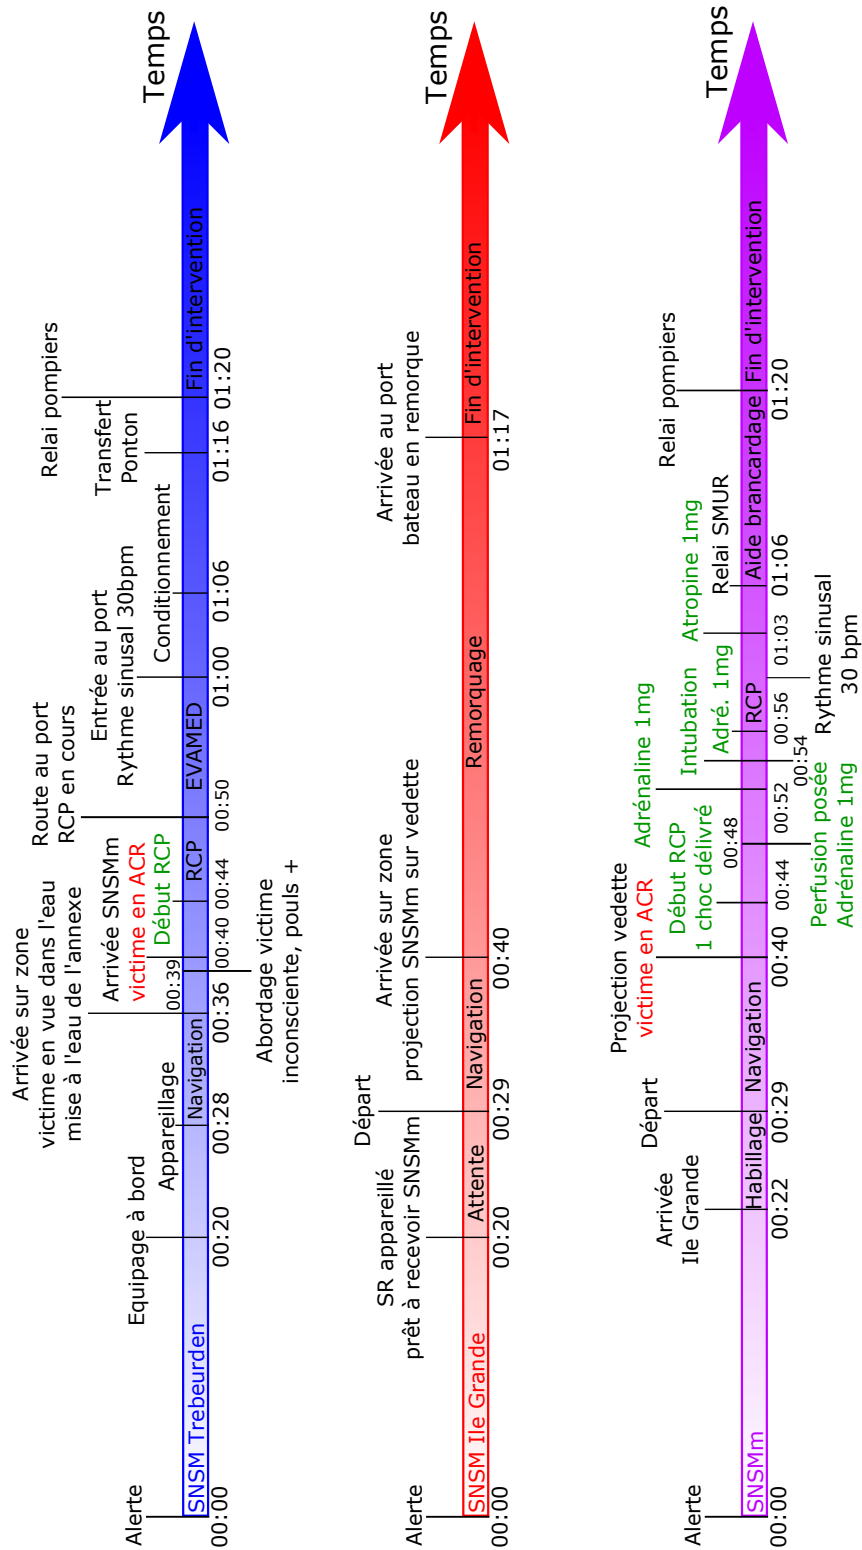 Temps
Arrivée sur zone
victime en vue dans l'eau
mise à l'eau de l'annexe
Route au port
RCP en cours
Relai pompiers
Entrée au port
Rythme sinusal 30bpm
Transfert
Ponton
Arrivée SNSMm
victime en ACR
Début RCP
Conditionnement
Alerte
Equipage à bord
Appareillage
00:39
SNSM Trebeurden
Navigation
RCP
EVAMED
Fin d'intervention
00:00
00:20
00:28
00:36
00:40
00:44
00:50
01:00
01:06
01:16
01:20
Abordage victime
inconsciente, pouls +
Temps
Départ
Alerte
SR appareillé
prêt à recevoir SNSMm
Arrivée sur zone
projection SNSMm sur vedette
Arrivée au port
bateau en remorque
SNSM Ile Grande
Attente
Navigation
Remorquage
Fin d'intervention
00:00
00:20
00:29
00:40
01:17
Temps
Projection vedette
victime en ACR
Adrénaline 1mg
Relai pompiers
Départ
Début RCP
1 choc délivré
Intubation
Atropine 1mg
Alerte
Arrivée
Ile Grande
00:48
Adré. 1mg
Relai SMUR
SNSMm
Habillage
Navigation
RCP
Aide brancardage
Fin d'intervention
00:00
00:22
00:29
00:40
00:44
00:52
00:54
00:56
01:03
01:06
01:20
Perfusion posée
Adrénaline 1mg
Rythme sinusal
30 bpm